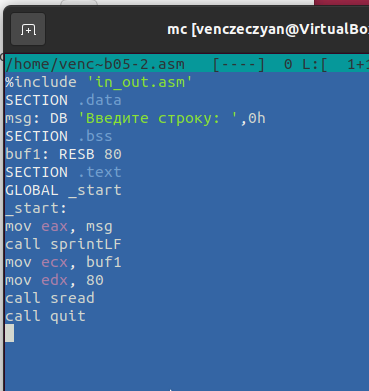 mc [venczeczyan@VirtualBo
/home/venc~b05-2.asm [----] 0 L:[ 1+1
%include 'in_out.asm'
SECTION .data
msg: DB 'Введите строку: ',0h
SECTION .bss
buf1: RESB 80
SECTION .text
GLOBAL _start
_start:
mov eax, msg
call sprintLF
mov ecx, buf1
mov edx, 80
call sread
call quit